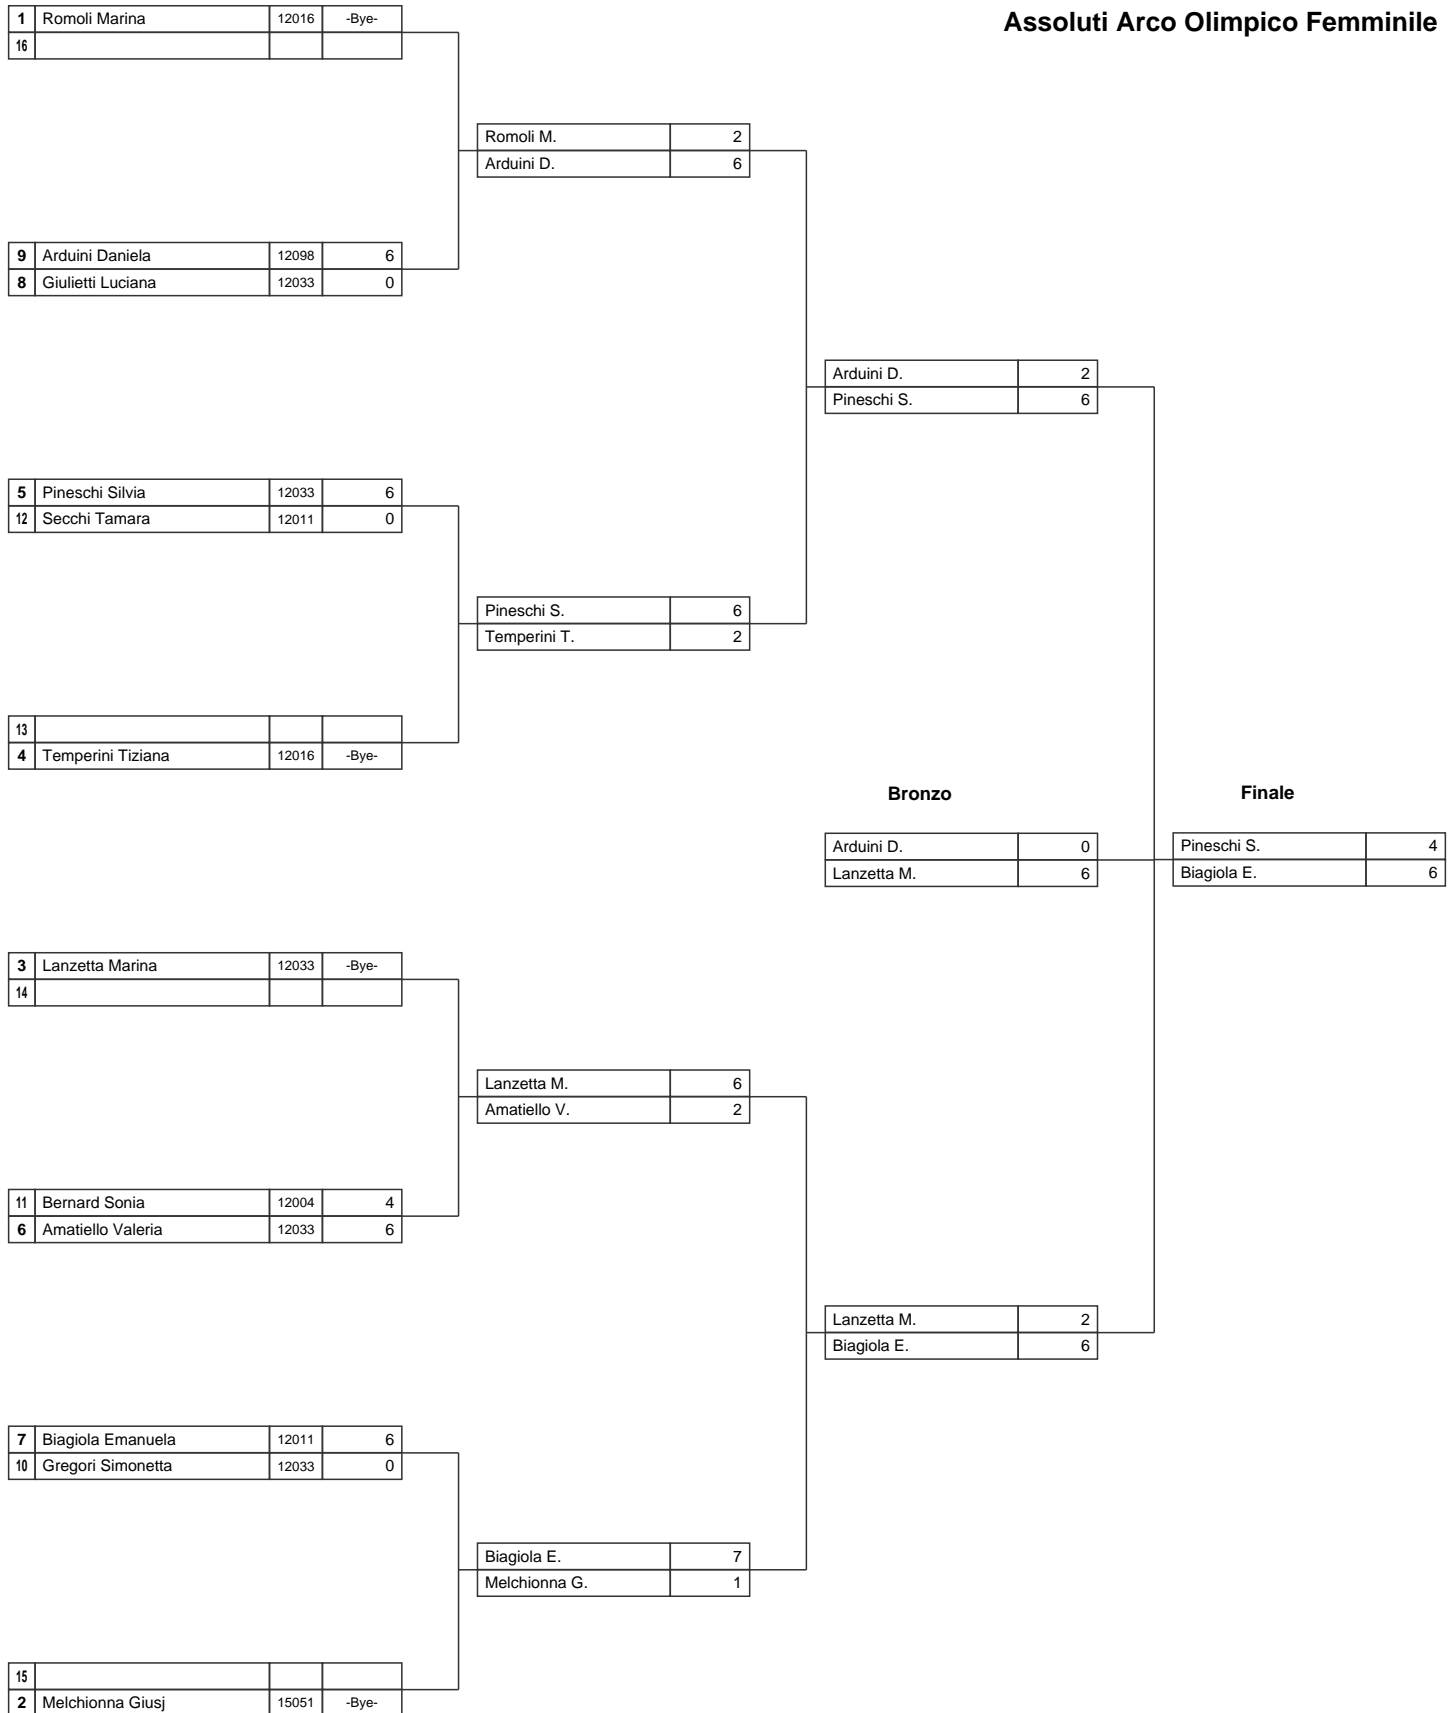 Assoluti Arco Olimpico Femminile
1 Romoli Marina 12016 -Bye-
16
Romoli M. 2
Arduini D. 6
9 Arduini Daniela 12098 6
8 Giulietti Luciana 12033 0
Arduini D. 2
Pineschi S. 6
5 Pineschi Silvia 12033 6
12 Secchi Tamara 12011 0
Pineschi S. 6
Temperini T. 2
13
4 Temperini Tiziana 12016 -Bye-
Bronzo
Finale
Arduini D. 0
Lanzetta M. 6
Pineschi S. 4
Biagiola E. 6
3 Lanzetta Marina 12033 -Bye-
14
Lanzetta M. 6
Amatiello V. 2
11 Bernard Sonia 12004 4
6 Amatiello Valeria 12033 6
Lanzetta M. 2
Biagiola E. 6
7 Biagiola Emanuela 12011 6
10 Gregori Simonetta 12033 0
Biagiola E. 7
Melchionna G. 1
15
2 Melchionna Giusj 15051 -Bye-